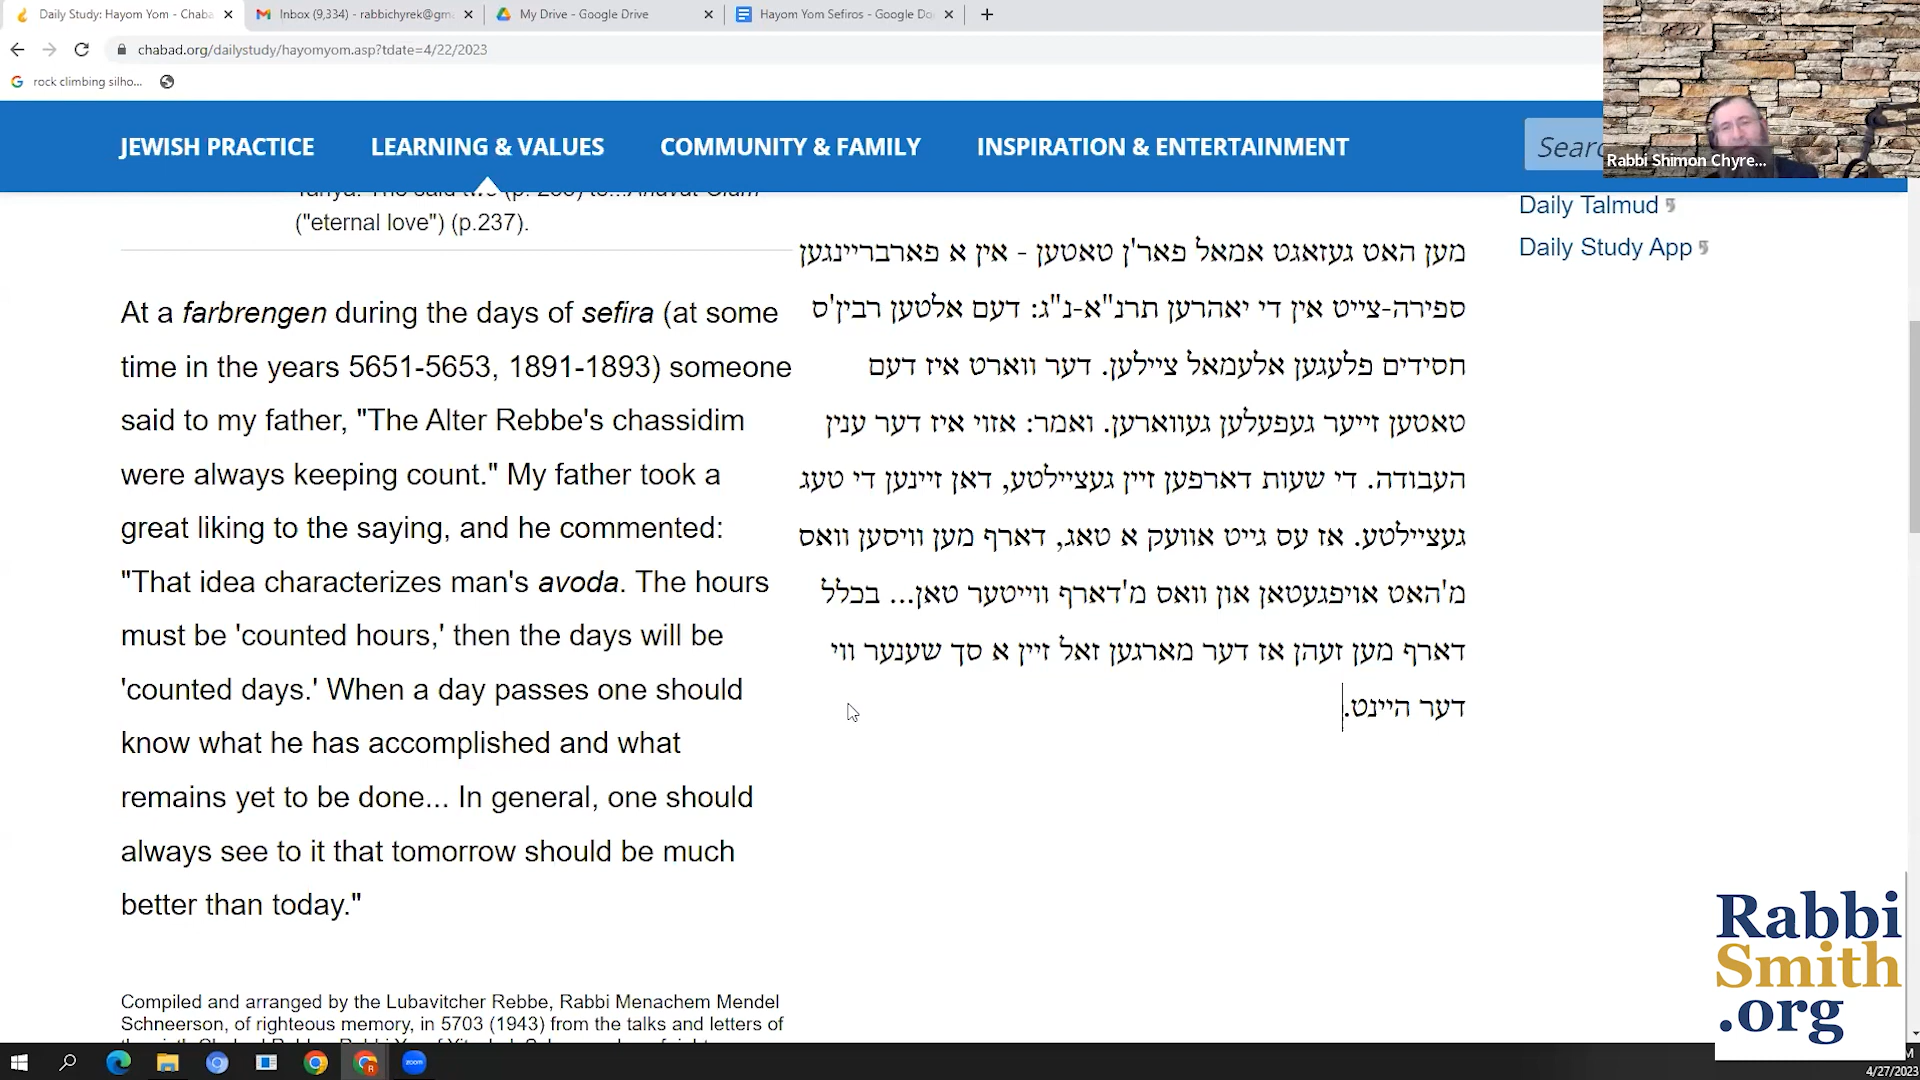 Daily Study: Hayom Yom - Chaba
Inbox (9,334) - rabbichyrek@gm
My Drive - Google Drive
Hayom Yom Sefiros - Google Do
chabad.org/dailystudy/hayomyom.asp?tdate=4/22/2023
rock climbing silho...
JEWISH PRACTICE
LEARNING & VALUES
COMMUNITY & FAMILY
INSPIRATION & ENTERTAINMENT
Searc
Rabbi Shimon Chyre...
Daily Talmud
Daily Study App
("eternal love") (p.237).
At a farbrengen during the days of sefira (at some
time in the years 5651-5653, 1891-1893) someone
said to my father, "The Alter Rebbe's chassidim
were always keeping count." My father took a
great liking to the saying, and he commented:
"That idea characterizes man's avoda. The hours
must be 'counted hours,' then the days will be
'counted days.' When a day passes one should
know what he has accomplished and what
remains yet to be done... In general, one should
always see to it that tomorrow should be much
better than today."
מען האט געזאגט אמאל פאר'ן טאטען - אין א פארבריינגען
ספירה-צייט אין די יאהרען תרנ"א-נ"ג: דעם אלטען רבין'ס
חסידים פלעגען אלעמאל ציילען. דער ווארט איז דעם
טאטען זייער געפעלען געווארען. ואמר: אזוי איז דער ענין
העבודה. די שעות דארפען זיין געציילטע, דאן זיינען די טעג
געציילטע. אז עס גייט אוועק א טאג, דארף מען וויסען וואס
מ'האט אויפגעטאן און וואס מ'דארף ווייטער טאן... בכלל
דארף מען זעהן אז דער מארגען זאל זיין א סך שענער ווי
דער היינט.
Compiled and arranged by the Lubavitcher Rebbe, Rabbi Menachem Mendel
Schneerson, of righteous memory, in 5703 (1943) from the talks and letters of
Rabbi
Smith
.org
zoom
4/27/2023